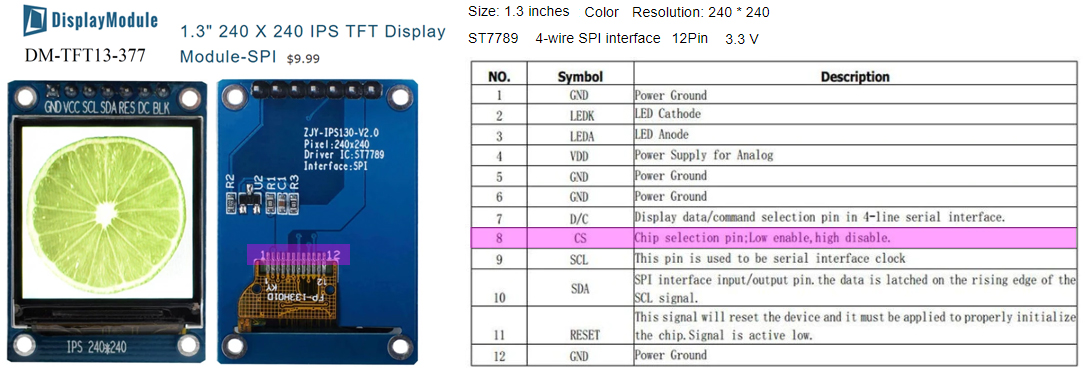 DisplayModule
DM-TFT13-377
1.3" 240 X 240 IPS TFT Display
Module-SPI $9.99
Size: 1.3 inches Color Resolution: 240 * 240
ST7789 4-wire SPI interface 12Pin 3.3 V
GND VCC SCL SDA RES DC BLK
IPS 240*240
ZJY-IPS130-V2.0
Pixel:240x240
Driver IC:ST7789
Interface:SPI
R2 U2 R1 C1 R3
1 12
12
KY
FP-133H01D
NO. Symbol Description
1 GND Power Ground
2 LEDK LED Cathode
3 LEDA LED Anode
4 VDD Power Supply for Analog
5 GND Power Ground
6 GND Power Ground
7 D/C Display data/command selection pin in 4-line serial interface.
8 CS Chip selection pin;Low enable,high disable.
9 SCL This pin is used to be serial interface clock
10 SDA SPI interface input/output pin. the data is latched on the rising edge of the
SCL signal.
11 RESET This signal will reset the device and it must be applied to properly initialize
the chip.Signal is active low.
12 GND Power Ground